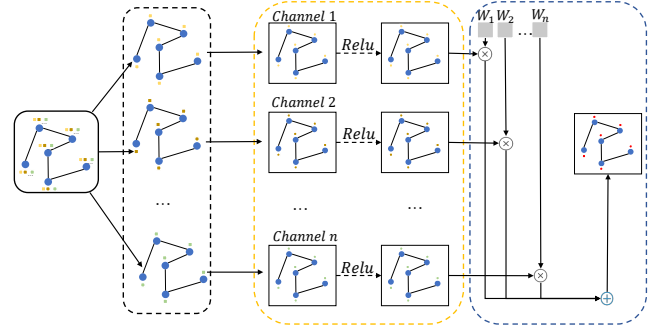 Channel 1
Relu
W1 W2 ... Wn
Channel 2
Relu
...
...
...
Channel n
Relu